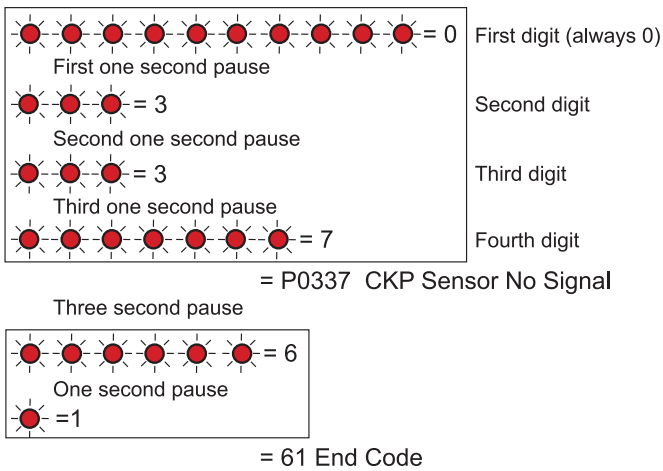 = 0 First digit (always 0)
First one second pause
= 3 Second digit
Second one second pause
= 3 Third digit
Third one second pause
= 7 Fourth digit
= P0337 CKP Sensor No Signal
Three second pause
= 6
One second pause
=1
= 61 End Code